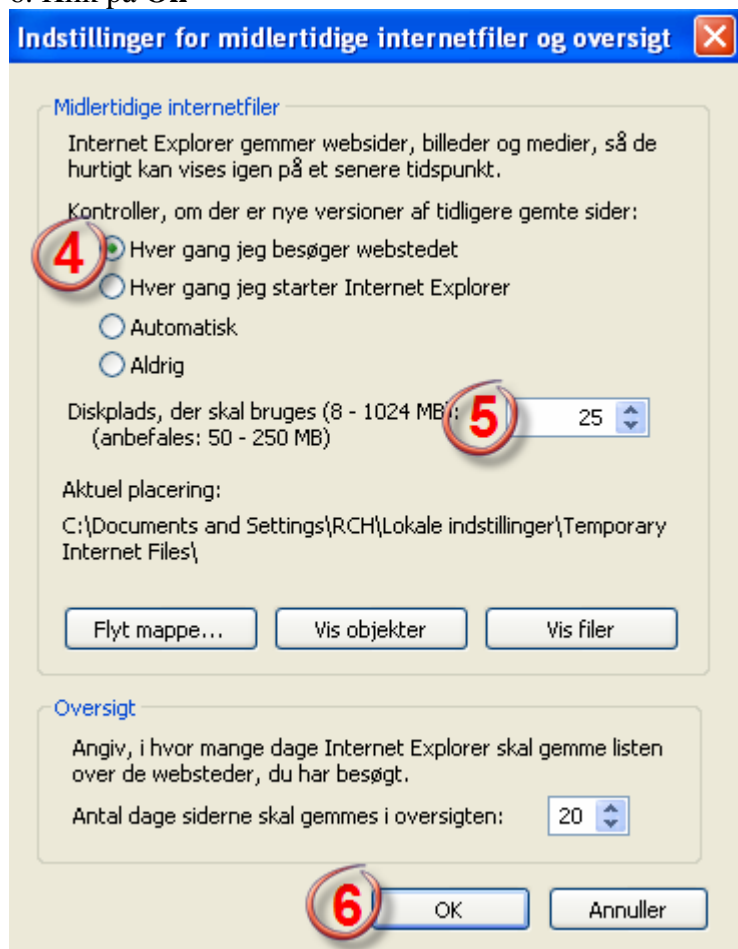 6. Klik på Ok
Indstillinger for midlertidige internetfiler og oversigt
Midlertidige internetfiler
Internet Explorer gemmer websider, billeder og medier, så de
hurtigt kan vises igen på et senere tidspunkt.
Kontroller, om der er nye versioner af tidligere gemte sider:
4 Hver gang jeg besøger webstedet
Hver gang jeg starter Internet Explorer
Automatisk
Aldrig
Diskplads, der skal bruges (8 - 1024 MB): 5 25
(anbefales: 50 - 250 MB)
Aktuel placering:
C:\Documents and Settings\RCH\Lokale indstillinger\Temporary
Internet Files\
Flyt mappe... Vis objekter Vis filer
Oversigt
Angiv, i hvor mange dage Internet Explorer skal gemme listen
over de websteder, du har besøgt.
Antal dage siderne skal gemmes i oversigten: 20
6 OK Annuller